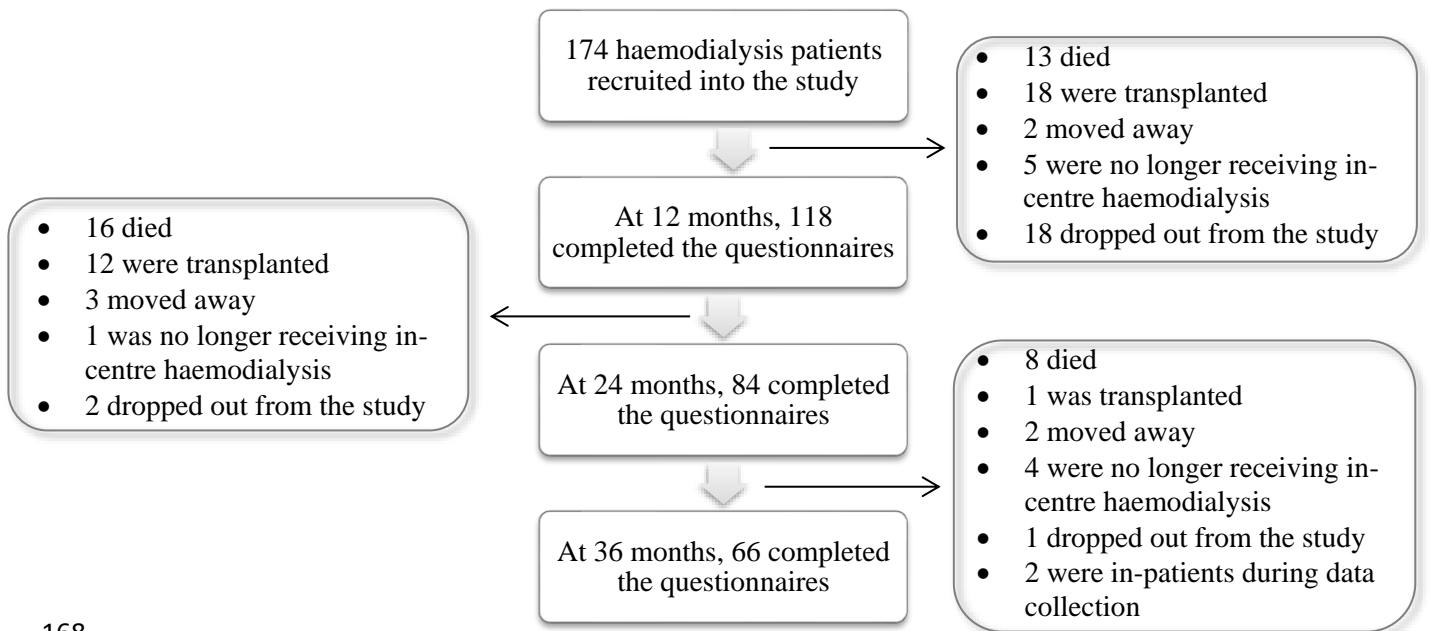 174 haemodialysis patients
recruited into the study
• 13 died
• 18 were transplanted
• 2 moved away
• 5 were no longer receiving in-
centre haemodialysis
• 18 dropped out from the study
At 12 months, 118
completed the questionnaires
• 16 died
• 12 were transplanted
• 3 moved away
• 1 was no longer receiving in-
centre haemodialysis
• 2 dropped out from the study
At 24 months, 84 completed
the questionnaires
• 8 died
• 1 was transplanted
• 2 moved away
• 4 were no longer receiving in-
centre haemodialysis
• 1 dropped out from the study
• 2 were in-patients during data
collection
At 36 months, 66 completed
the questionnaires
168